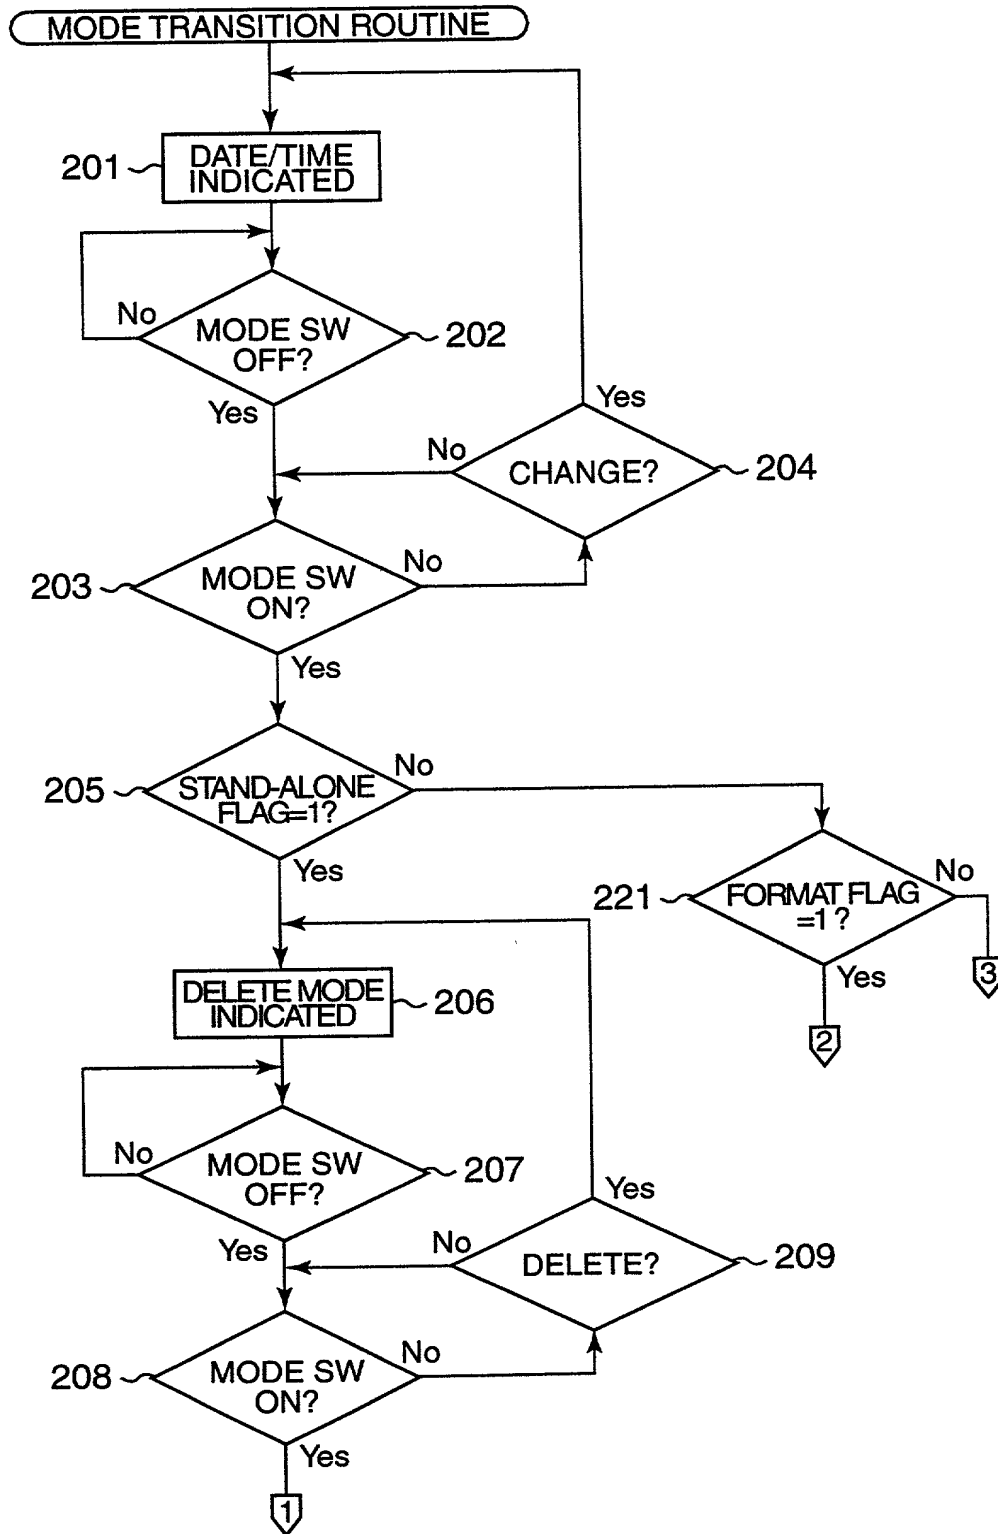 MODE TRANSITION ROUTINE
201
DATE/TIME
INDICATED
No
MODE SW
OFF?
202
Yes
Yes
No
CHANGE?
204
203
MODE SW
ON?
No
Yes
205
STAND-ALONE
FLAG=1?
No
Yes
221
FORMAT FLAG
=1?
No
3
Yes
2
DELETE MODE
INDICATED
206
No
MODE SW
OFF?
207
Yes
Yes
No
DELETE?
209
208
MODE SW
ON?
No
Yes
1